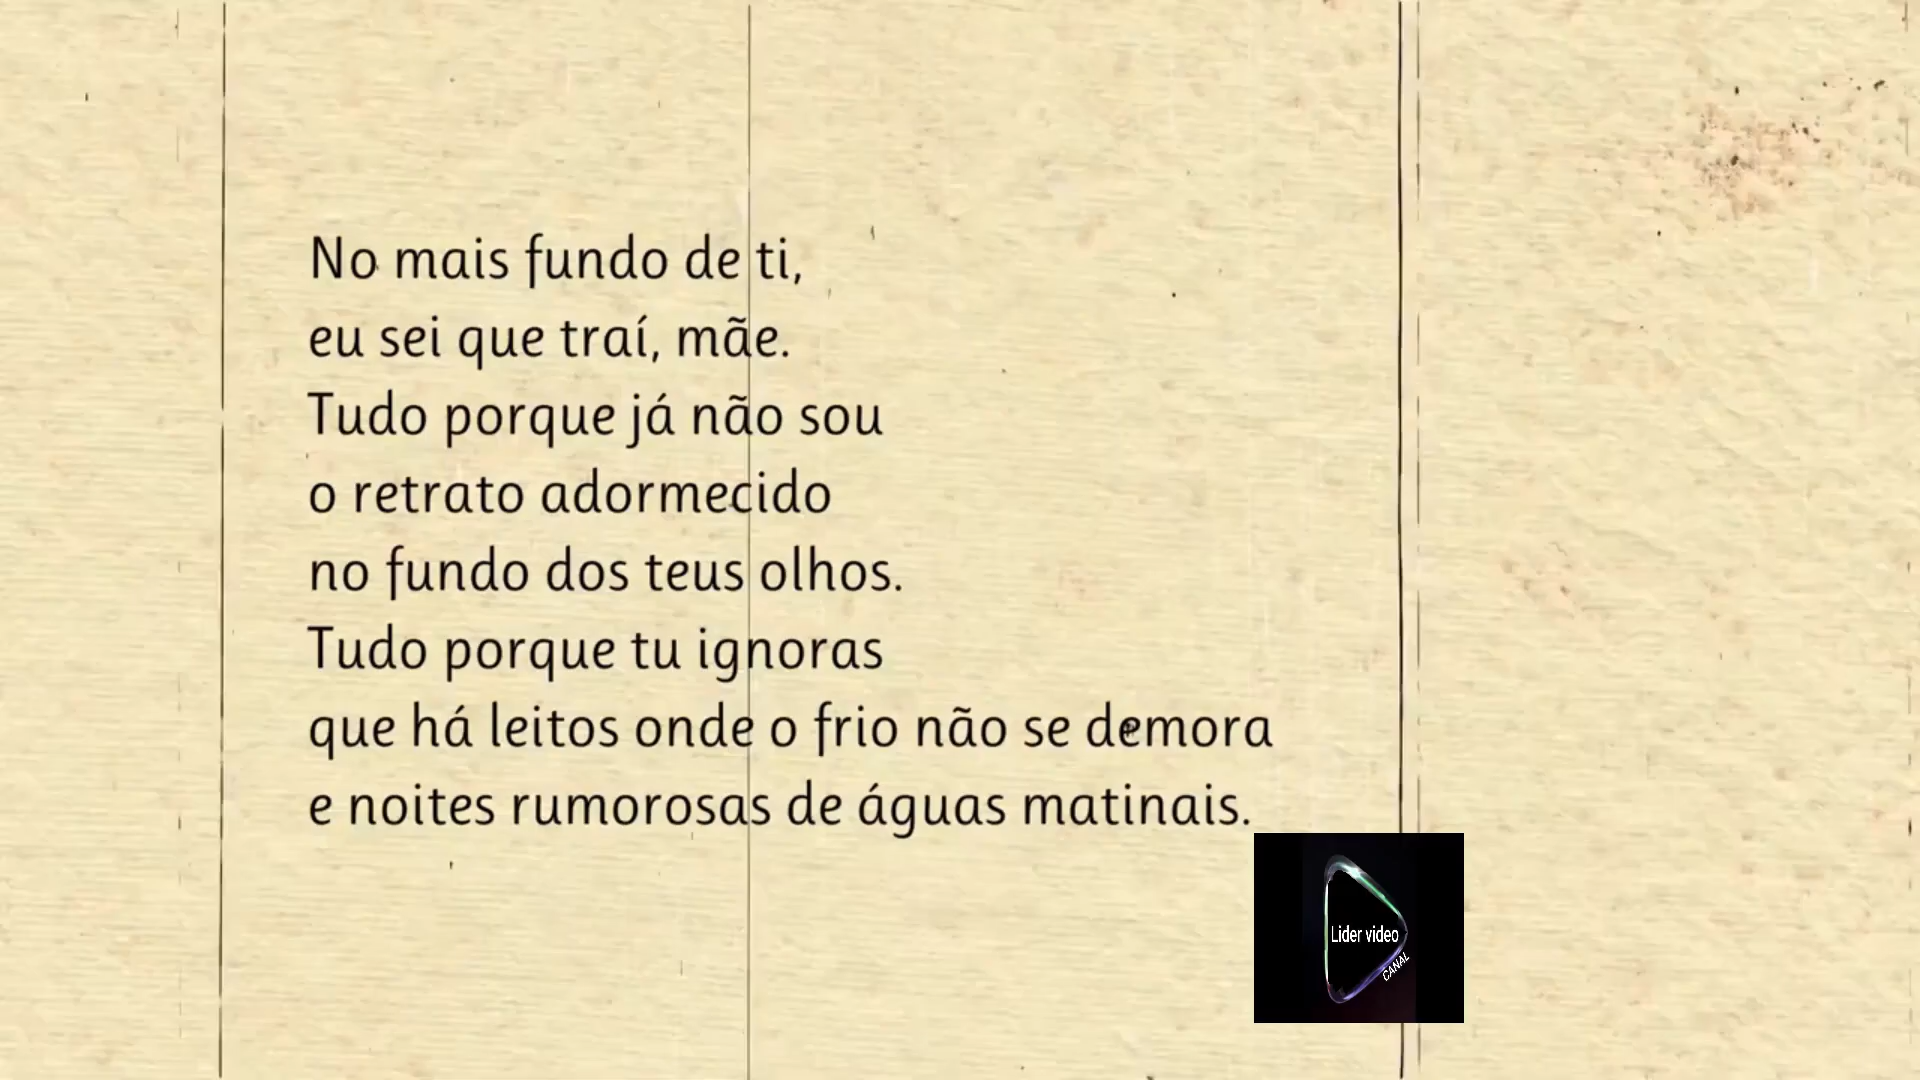 No mais fundo de ti,
eu sei que traí, mãe.
Tudo porque já não sou
o retrato adormecido
no fundo dos teus olhos.
Tudo porque tu ignoras
que há leitos onde o frio não se demora
e noites rumorosas de águas matinais.
Lider video
CANAL